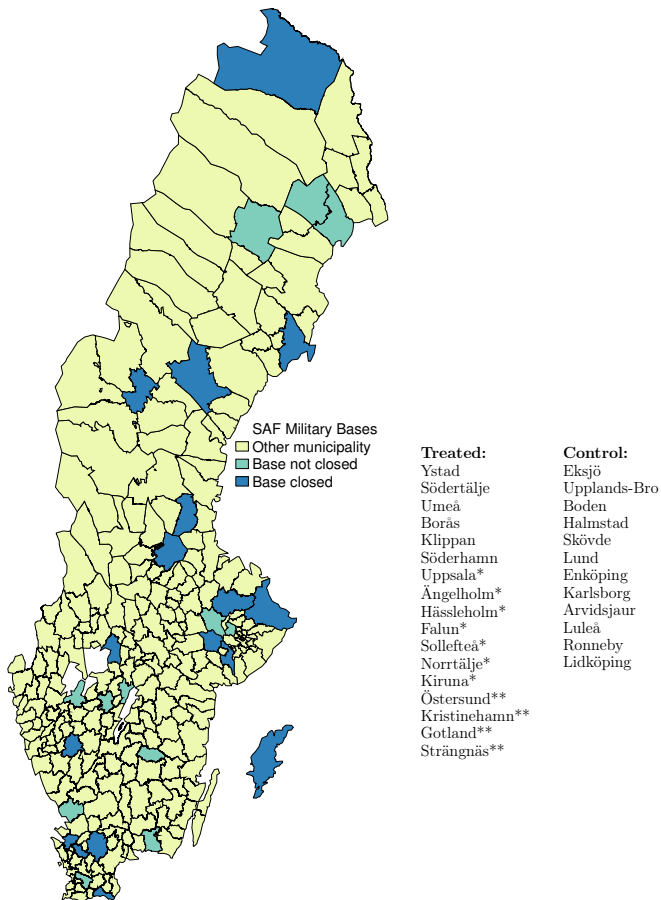 SAF Military Bases
Other municipality
Base not closed
Base closed
Treated:
Ystad
Södertälje
Umeå
Borås
Klippan
Söderhamn
Uppsala*
Ängelholm*
Hässleholm*
Falun*
Sollefteå*
Norrtälje*
Kiruna*
Östersund**
Kristinehamn**
Gotland**
Strängnäs**
Control:
Eksjö
Upplands-Bro
Boden
Halmstad
Skövde
Lund
Enköping
Karlsborg
Arvidsjaur
Luleå
Ronneby
Lidköping